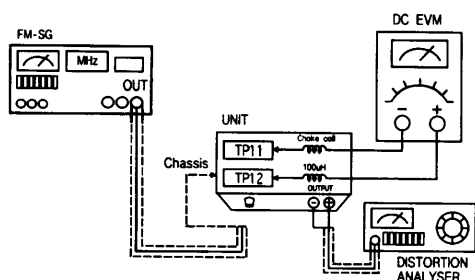 DC EVM
FM-SG
MHz
OUT
− +
UNIT
Choke coil
TP11
Chassis
100μH
TP12
OUTPUT
− +
DISTORTION
ANALYSER